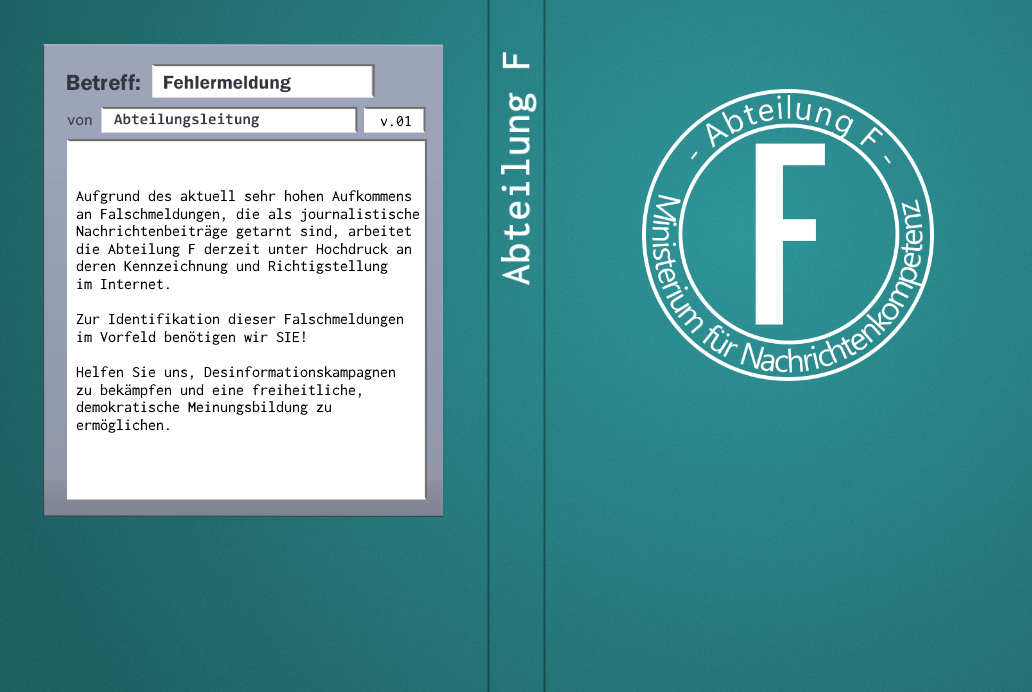 Betreff: Fehlermeldung
von Abteilungsleitung v.01
Aufgrund des aktuell sehr hohen Aufkommens
an Falschmeldungen, die als journalistische
Nachrichtenbeiträge getarnt sind, arbeitet
die Abteilung F derzeit unter Hochdruck an
deren Kennzeichnung und Richtigstellung
im Internet.
Zur Identifikation dieser Falschmeldungen
im Vorfeld benötigen wir SIE!
Helfen Sie uns, Desinformationskampagnen
zu bekämpfen und eine freiheitliche,
demokratische Meinungsbildung zu
ermöglichen.
Abteilung F
- Abteilung F -
F
Ministerium für Nachrichtenkompetenz